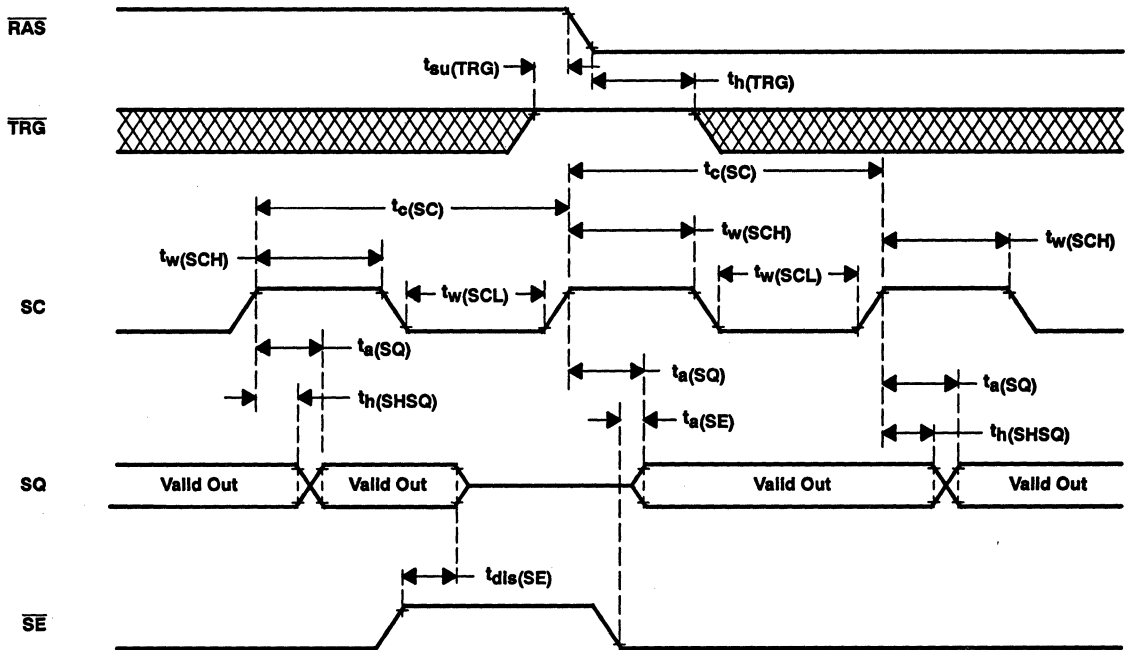 RAS
tsu(TRG)
th(TRG)
TRG
tc(SC)
tc(SC)
tw(SCH)
tw(SCH)
tw(SCH)
tw(SCL)
tw(SCL)
SC
ta(SQ)
ta(SQ)
ta(SQ)
th(SHSQ)
ta(SE)
th(SHSQ)
SQ
Valid Out
Valid Out
Valid Out
Valid Out
tdis(SE)
SE